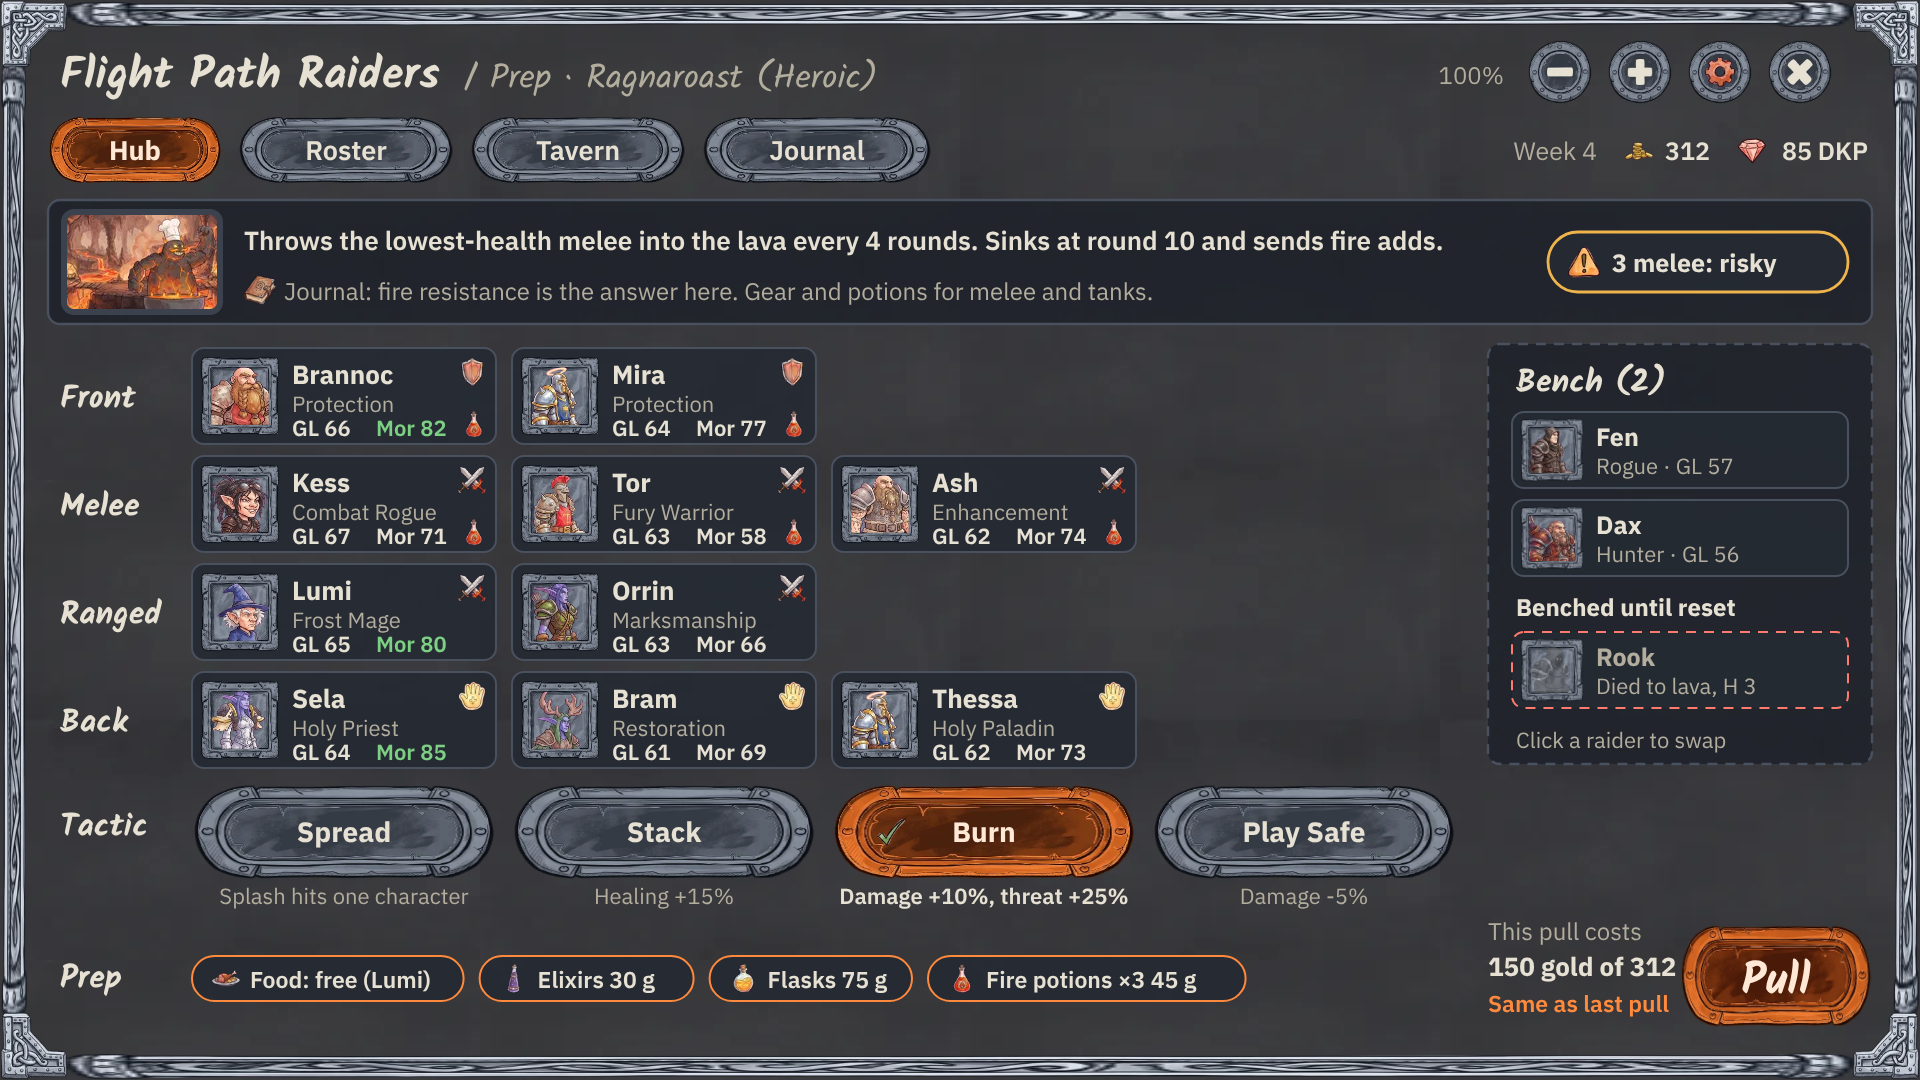 Flight Path Raiders / Prep · Ragnaroast (Heroic)
100%
Hub
Roster
Tavern
Journal
Week 4
312
85 DKP
Throws the lowest-health melee into the lava every 4 rounds. Sinks at round 10 and sends fire adds.
Journal: fire resistance is the answer here. Gear and potions for melee and tanks.
3 melee: risky
Front
Brannoc
Protection
GL 66 Mor 82
Mira
Protection
GL 64 Mor 77
Melee
Kess
Combat Rogue
GL 67 Mor 71
Tor
Fury Warrior
GL 63 Mor 58
Ash
Enhancement
GL 62 Mor 74
Ranged
Lumi
Frost Mage
GL 65 Mor 80
Orrin
Marksmanship
GL 63 Mor 66
Back
Sela
Holy Priest
GL 64 Mor 85
Bram
Restoration
GL 61 Mor 69
Thessa
Holy Paladin
GL 62 Mor 73
Bench (2)
Fen
Rogue · GL 57
Dax
Hunter · GL 56
Benched until reset
Rook
Died to lava, H 3
Click a raider to swap
Tactic
Spread
Splash hits one character
Stack
Healing +15%
Burn
Damage +10%, threat +25%
Play Safe
Damage -5%
Prep
Food: free (Lumi)
Elixirs 30 g
Flasks 75 g
Fire potions ×3 45 g
This pull costs
150 gold of 312
Same as last pull
Pull